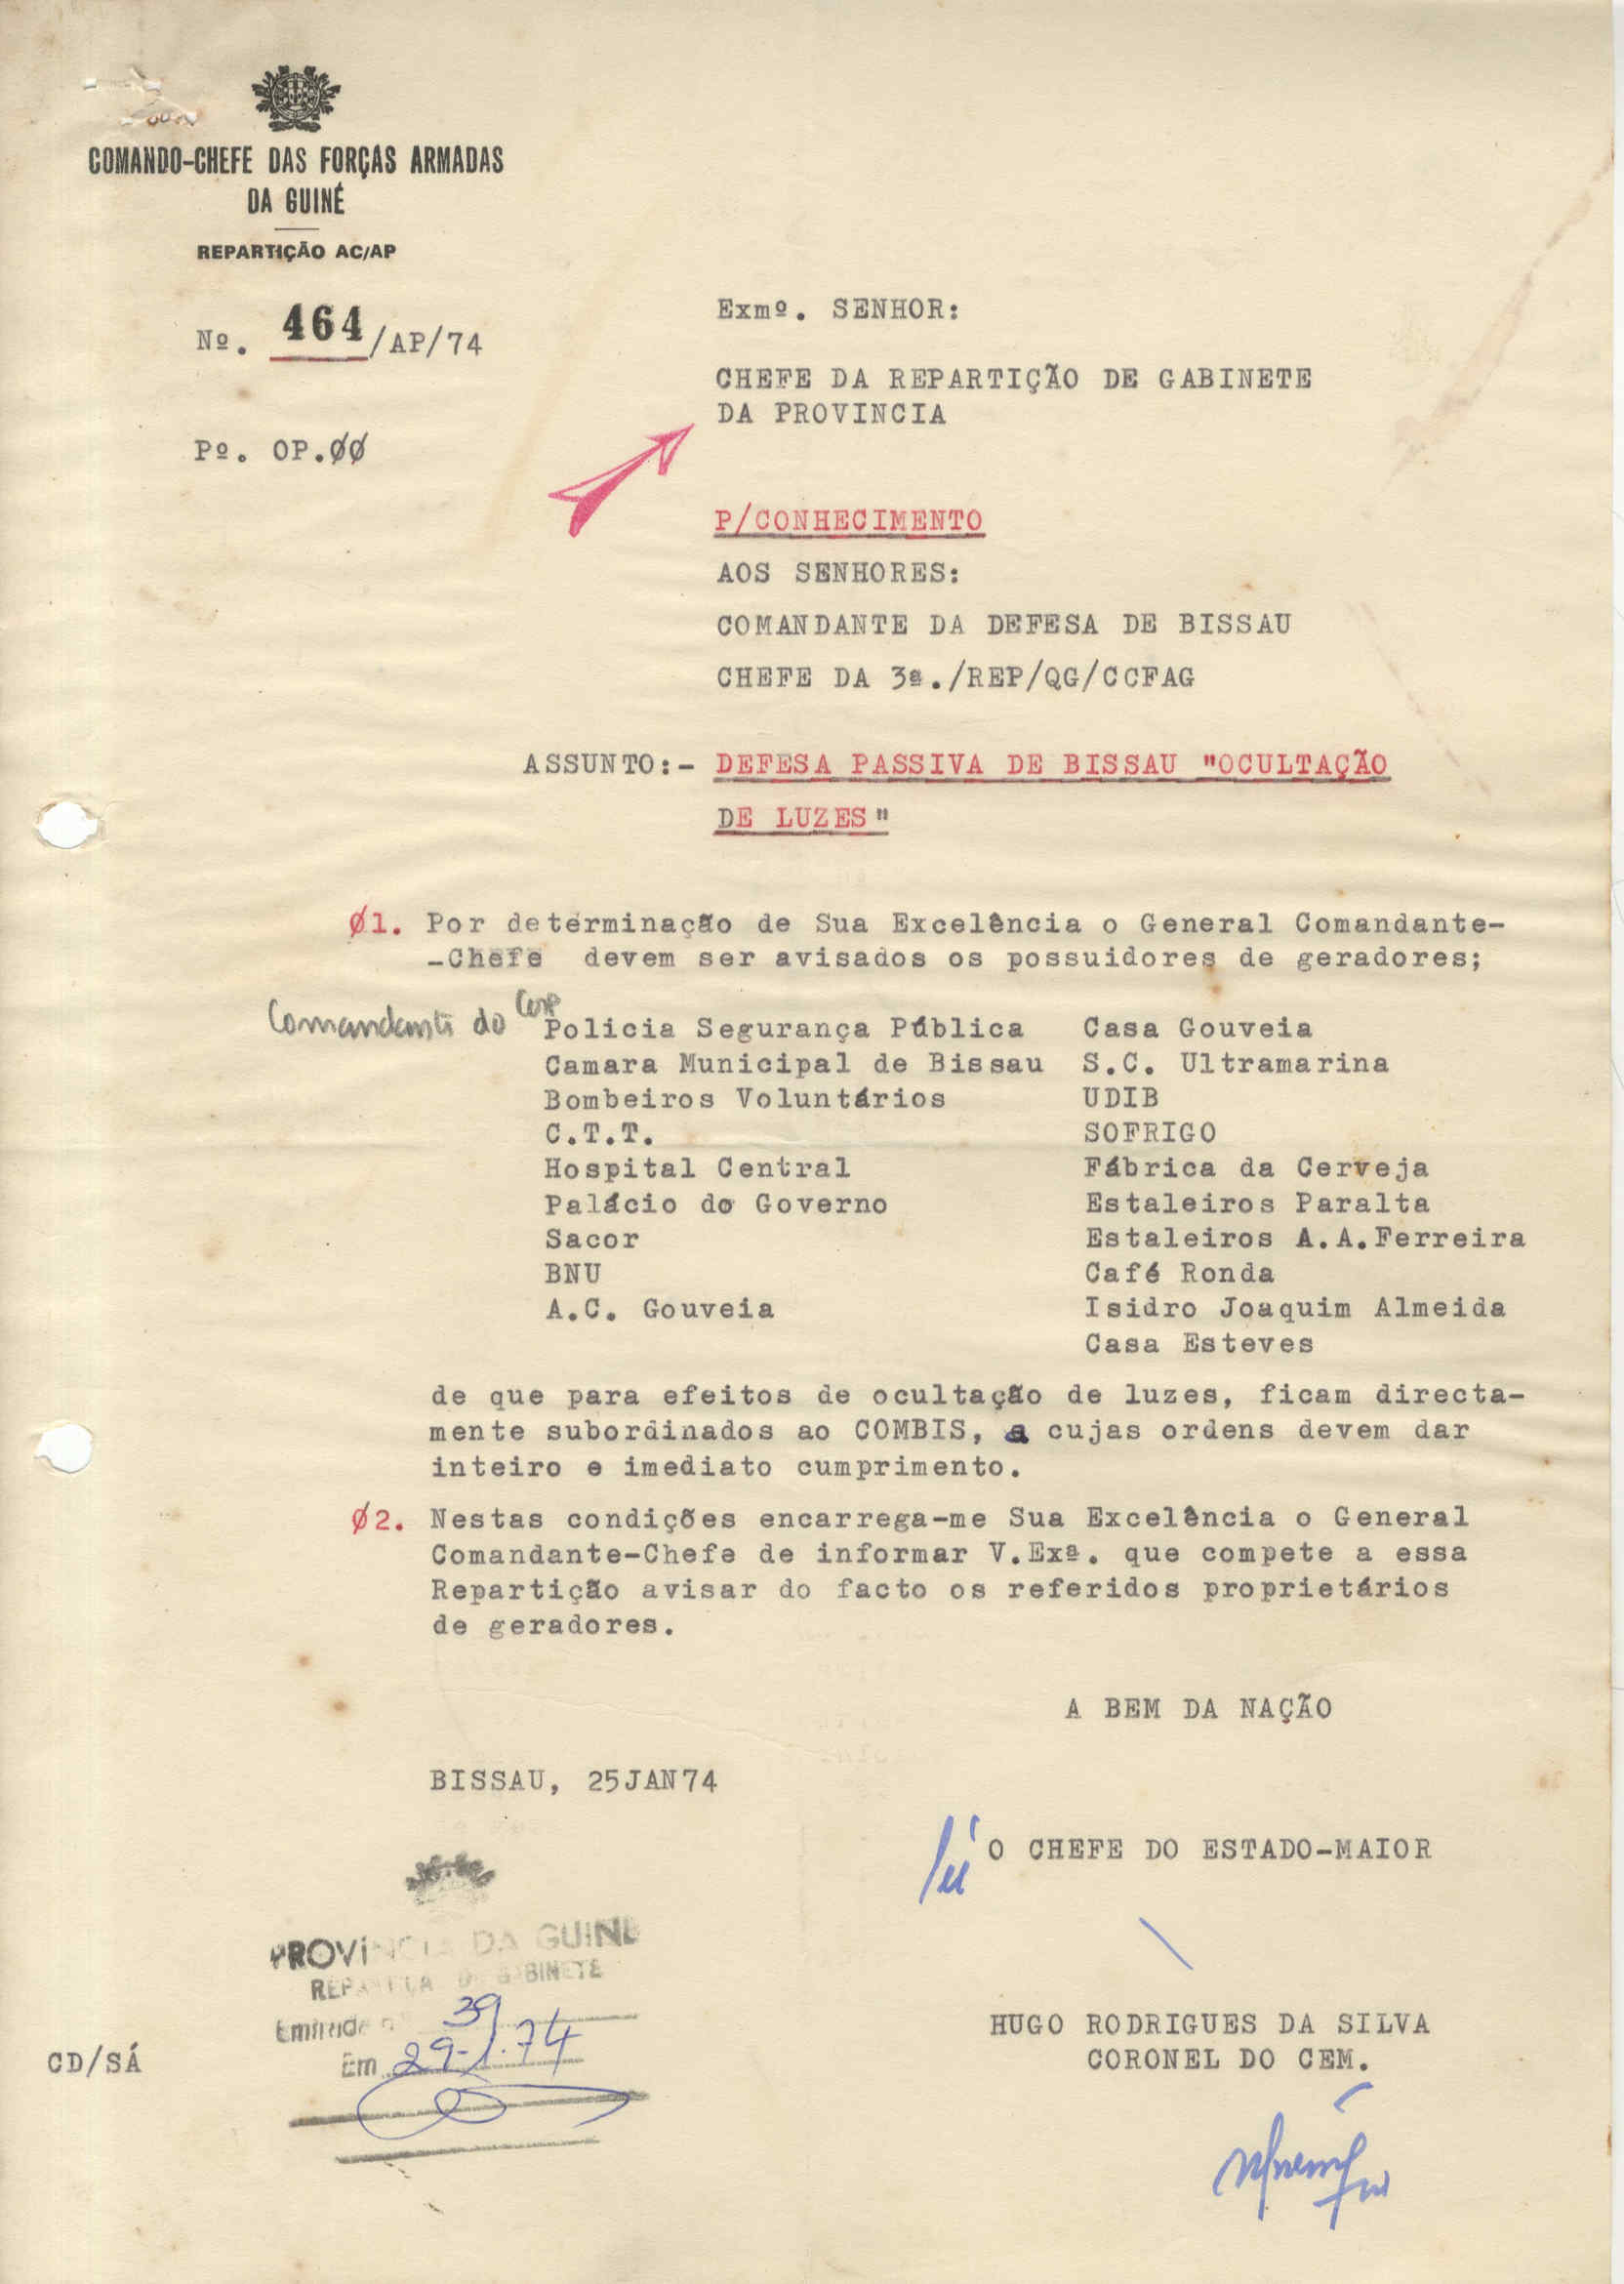 COMANDO-CHEFE DAS FORÇAS ARMADAS
DA GUINÉ
REPARTIÇÃO AC/AP
Nº. 464/AP/74
Pº. OP.ØØ
Exmº. SENHOR:
CHEFE DA REPARTIÇÃO DE GABINETE
DA PROVINCIA
P/CONHECIMENTO
AOS SENHORES:
COMANDANTE DA DEFESA DE BISSAU
CHEFE DA 3ª./REP/QG/CCFAG
ASSUNTO:- DEFESA PASSIVA DE BISSAU "OCULTAÇÃO
DE LUZES"
Ø1. Por determinação de Sua Excelência o General Comandante-
-Chefe devem ser avisados os possuidores de geradores;
Comandante do Corp
Policia Segurança Pública Casa Gouveia
Camara Municipal de Bissau S.C. Ultramarina
Bombeiros Voluntários UDIB
C.T.T. SOFRIGO
Hospital Central Fábrica da Cerveja
Palácio do Governo Estaleiros Paralta
Sacor Estaleiros A.A.Ferreira
BNU Café Ronda
A.C. Gouveia Isidro Joaquim Almeida
Casa Esteves
de que para efeitos de ocultação de luzes, ficam directa-
mente subordinados ao COMBIS, a cujas ordens devem dar
inteiro e imediato cumprimento.
Ø2. Nestas condições encarrega-me Sua Excelência o General
Comandante-Chefe de informar V.Exª. que compete a essa
Repartição avisar do facto os referidos proprietários
de geradores.
A BEM DA NAÇÃO
BISSAU, 25JAN74
O CHEFE DO ESTADO-MAIOR
PROVÍNCIA DA GUINÉ
REPARTIÇÃO DE GABINETE
Entrada nº 39
Em 29-1.74
HUGO RODRIGUES DA SILVA
CORONEL DO CEM.
CD/SÁ